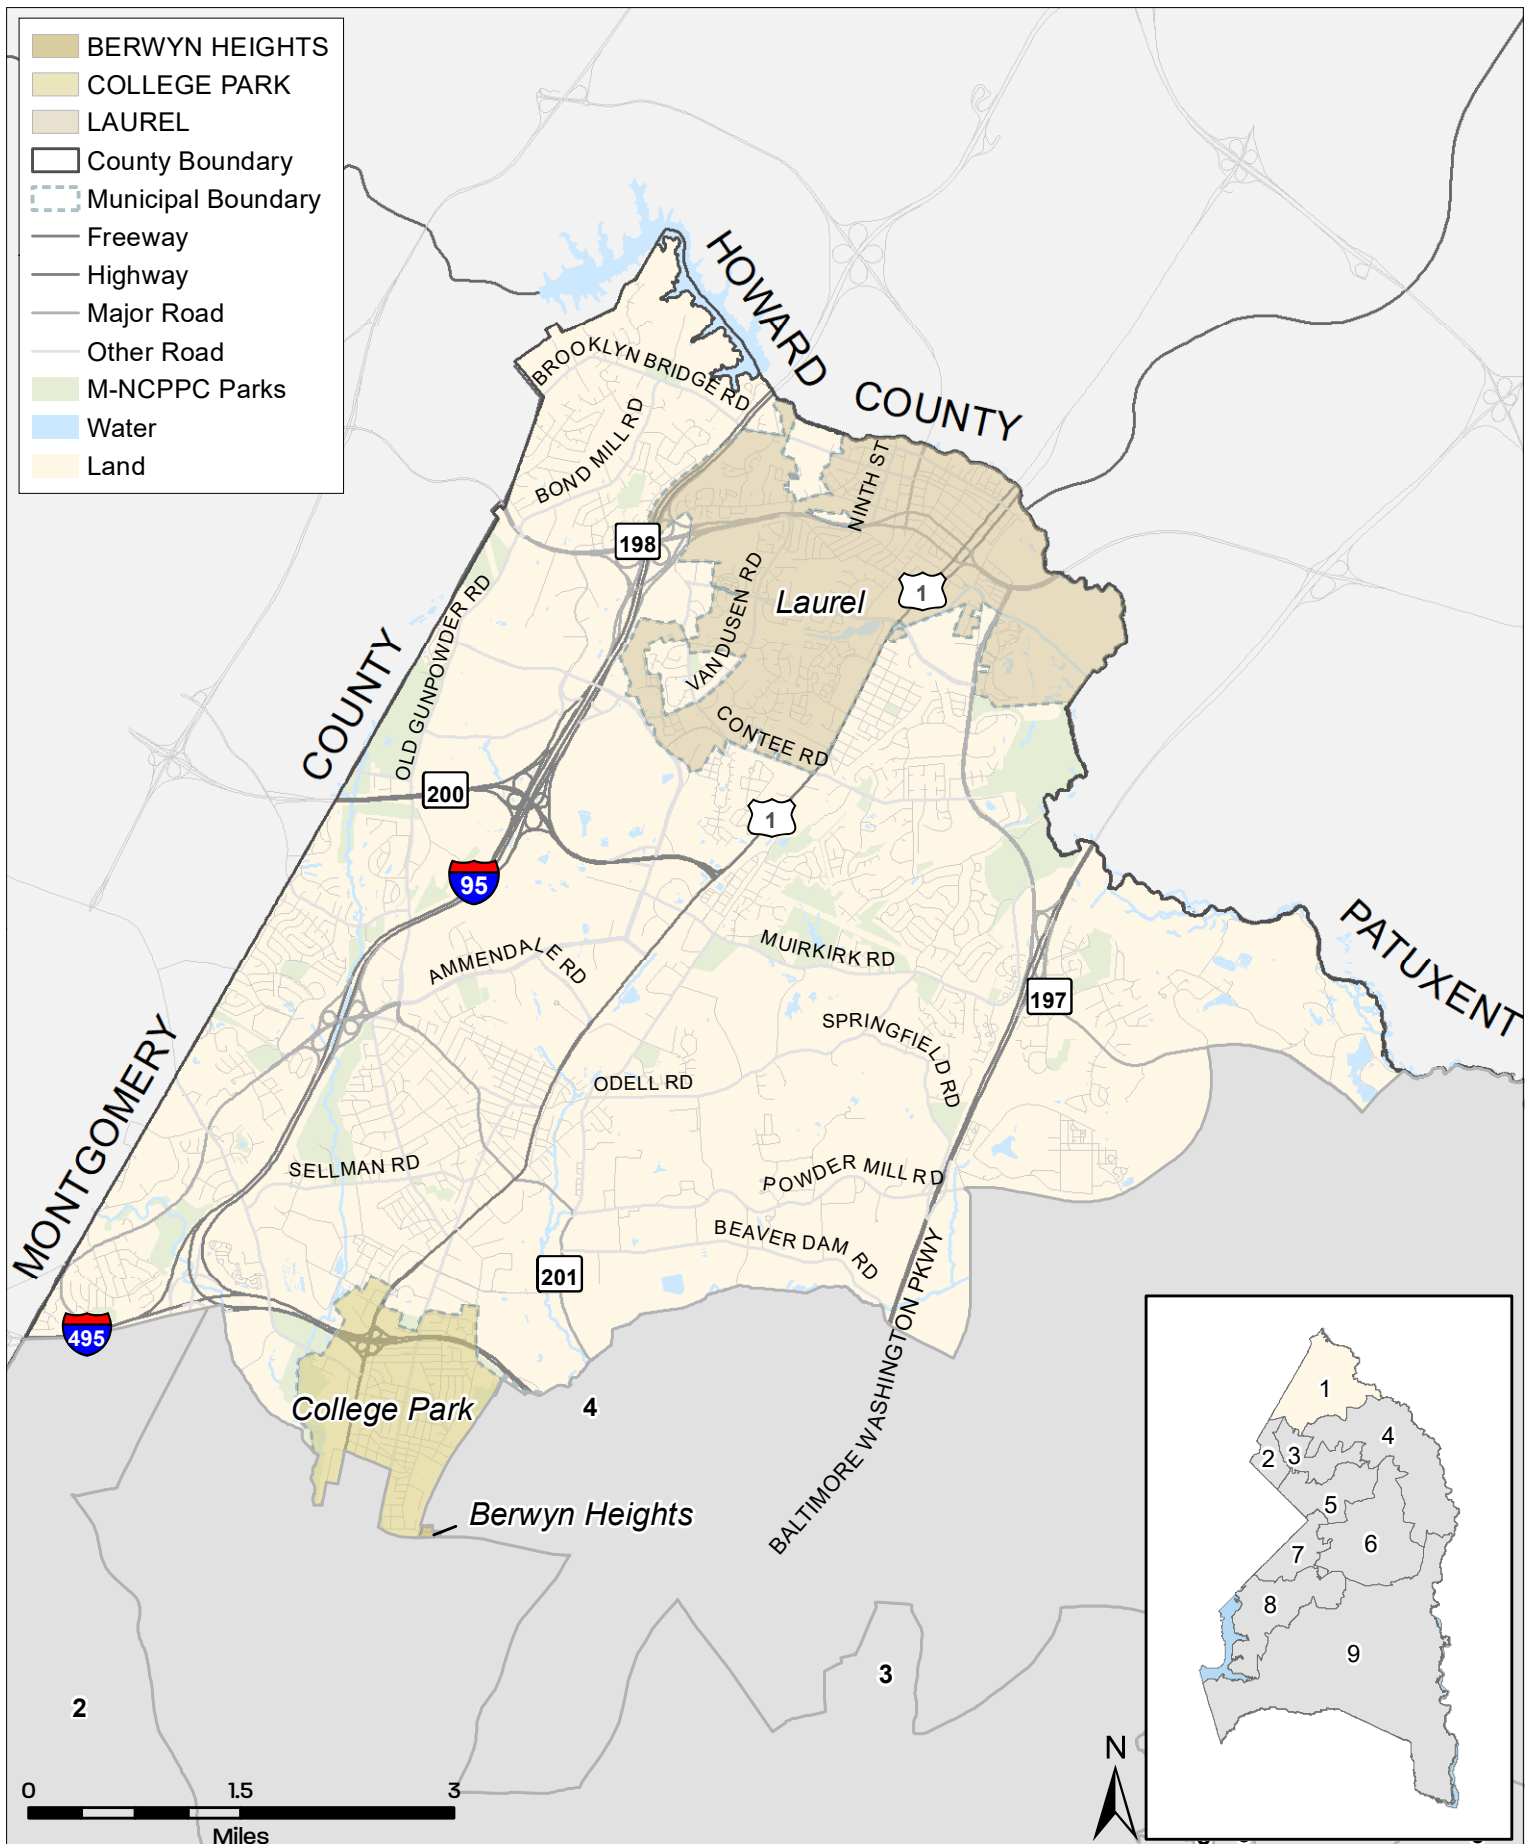 BERWYN HEIGHTS
COLLEGE PARK
LAUREL
County Boundary
Municipal Boundary
Freeway
Highway
Major Road
Other Road
M-NCPPC Parks
Water
Land
HOWARD COUNTY
BROOKLYN BRIDGE RD
BOND MILL RD
NINTH ST
198
1
Laurel
VANDUSEN RD
OLD GUNPOWDER RD
MONTGOMERY COUNTY
CONTEE RD
200
1
95
PATUXENT
MUIRKIRK RD
AMMENDALE RD
197
SPRINGFIELD RD
ODELL RD
SELLMAN RD
POWDER MILL RD
BEAVER DAM RD
201
BALTIMORE WASHINGTON PKWY
495
College Park
4
Berwyn Heights
3
2
1
2
3
4
5
6
7
8
9
N
0 1.5 3
Miles